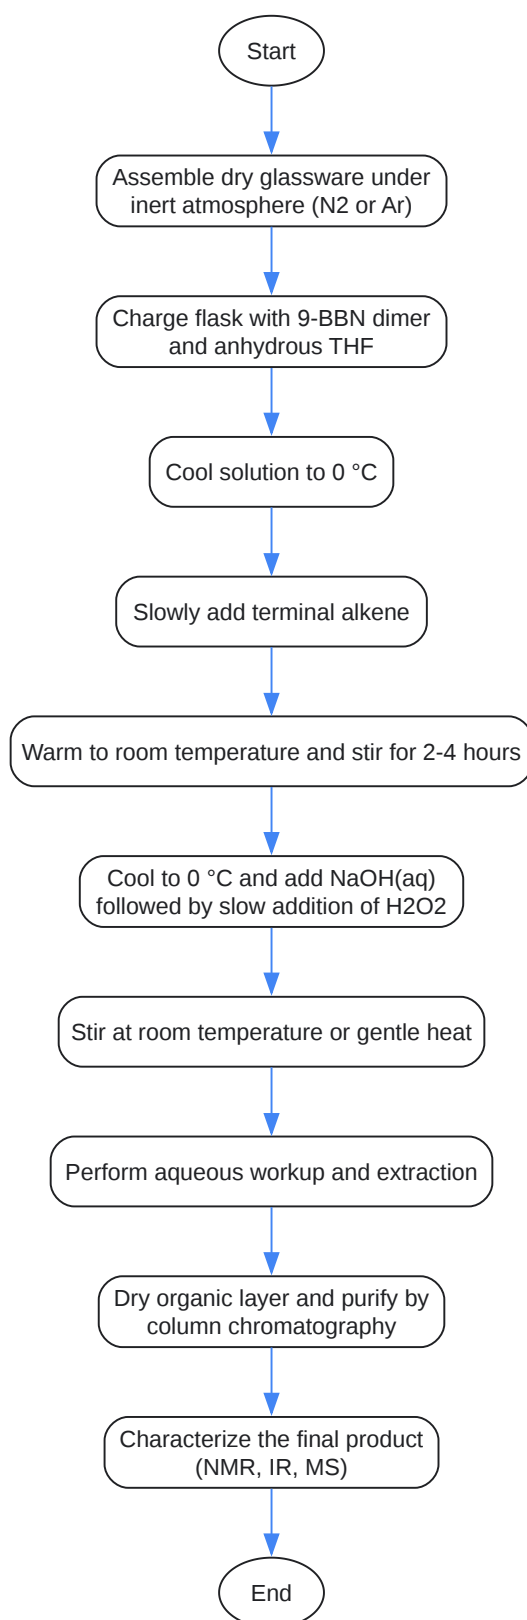 Start
Assemble dry glassware under
inert atmosphere (N2 or Ar)
Charge flask with 9-BBN dimer
and anhydrous THF
Cool solution to 0 °C
Slowly add terminal alkene
Warm to room temperature and stir for 2-4 hours
Cool to 0 °C and add NaOH(aq)
followed by slow addition of H2O2
Stir at room temperature or gentle heat
Perform aqueous workup and extraction
Dry organic layer and purify by
column chromatography
Characterize the final product
(NMR, IR, MS)
End